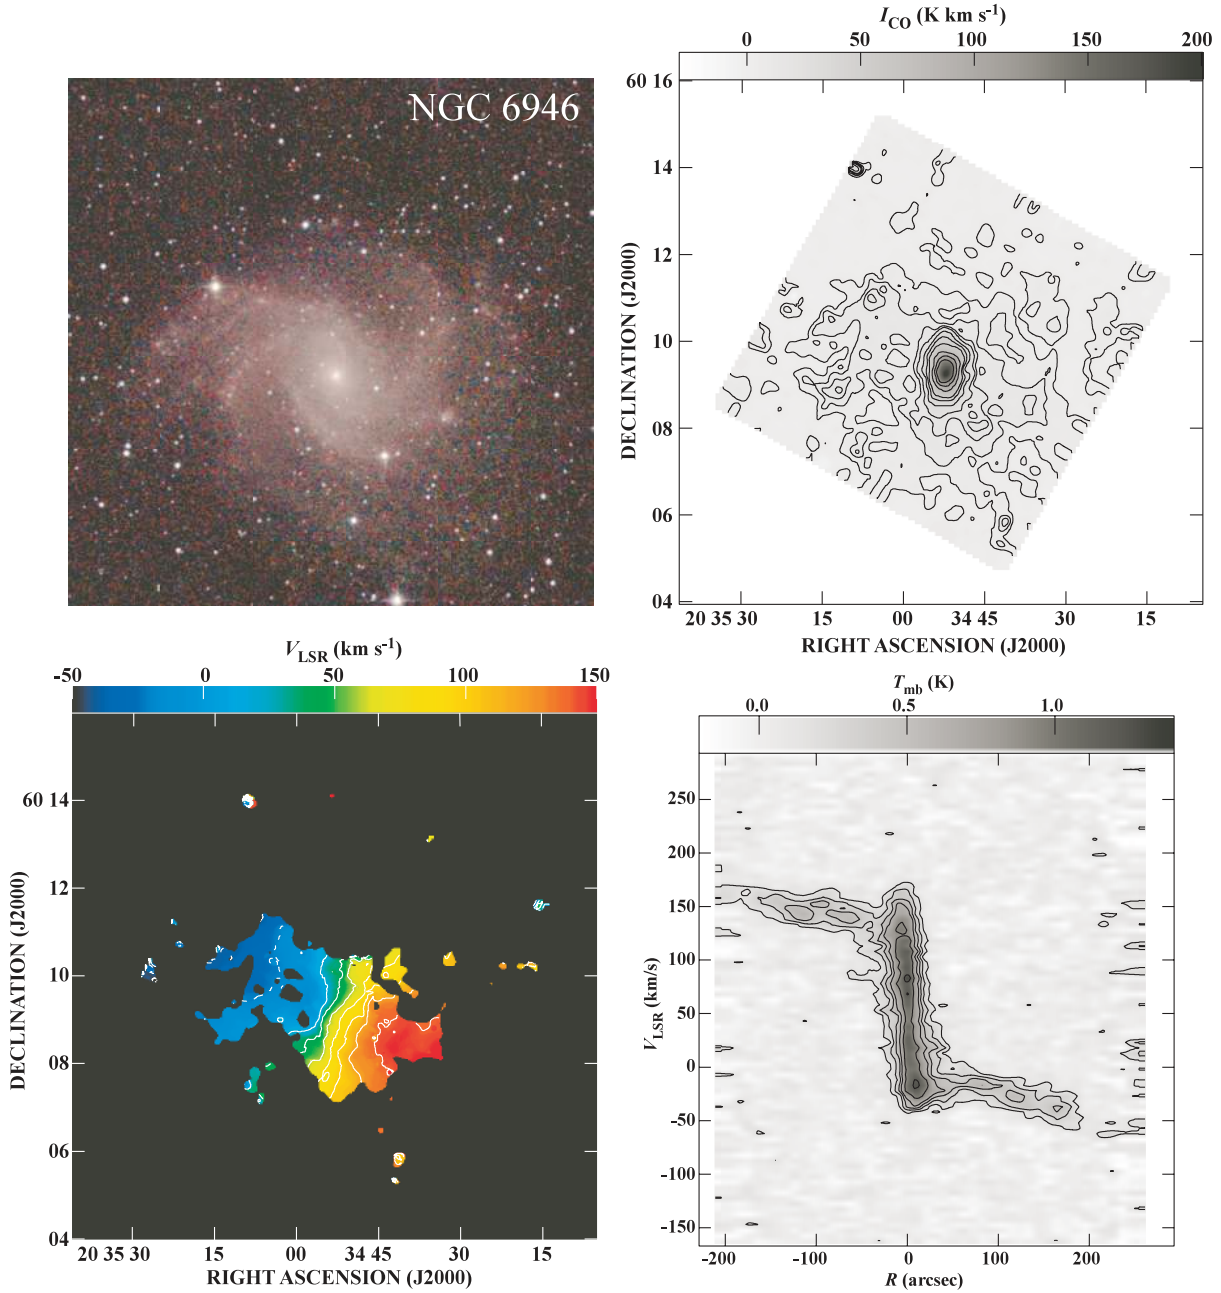 NGC 6946
I_CO (K km s⁻¹)
0 50 100 150 200
60 16
14
12
10
08
06
04
DECLINATION (J2000)
20 35 30 15 00 34 45 30 15
RIGHT ASCENSION (J2000)
V_LSR (km s⁻¹)
-50 0 50 100 150
60 14
12
10
08
06
04
DECLINATION (J2000)
20 35 30 15 00 34 45 30 15
RIGHT ASCENSION (J2000)
T_mb (K)
0.0 0.5 1.0
250
200
150
100
50
0
-50
-100
-150
V_LSR (km/s)
-200 -100 0 100 200
R (arcsec)